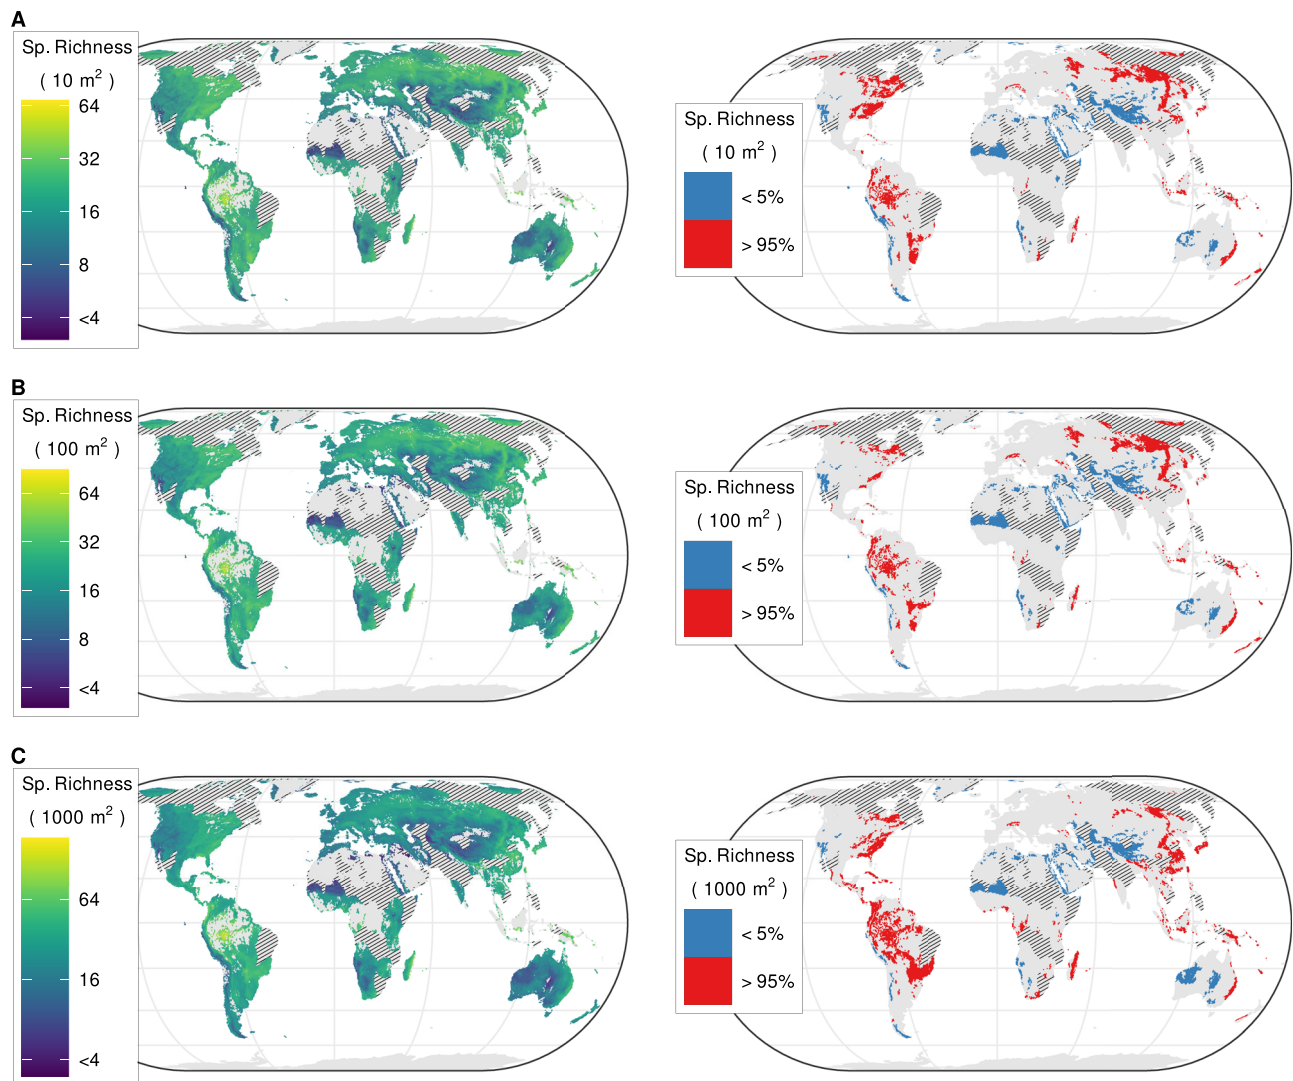 A
Sp. Richness
( 10 m² )
64
32
16
8
<4
Sp. Richness
( 10 m² )
< 5%
> 95%
B
Sp. Richness
( 100 m² )
64
32
16
8
<4
Sp. Richness
( 100 m² )
< 5%
> 95%
C
Sp. Richness
( 1000 m² )
64
16
<4
Sp. Richness
( 1000 m² )
< 5%
> 95%